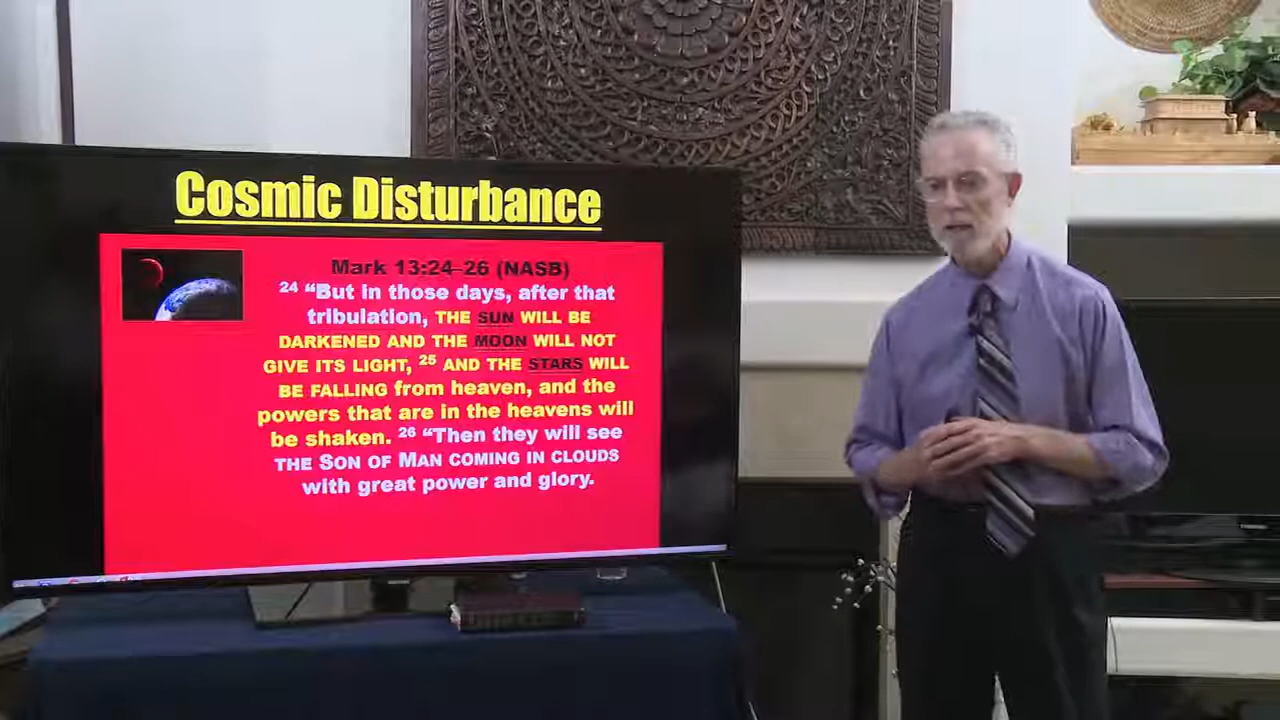 Cosmic Disturbance
Mark 13:24–26 (NASB)
24 “But in those days, after that
tribulation, THE SUN WILL BE
DARKENED AND THE MOON WILL NOT
GIVE ITS LIGHT, 25 AND THE STARS WILL
BE FALLING from heaven, and the
powers that are in the heavens will
be shaken. 26 “Then they will see
THE SON OF MAN COMING IN CLOUDS
with great power and glory.